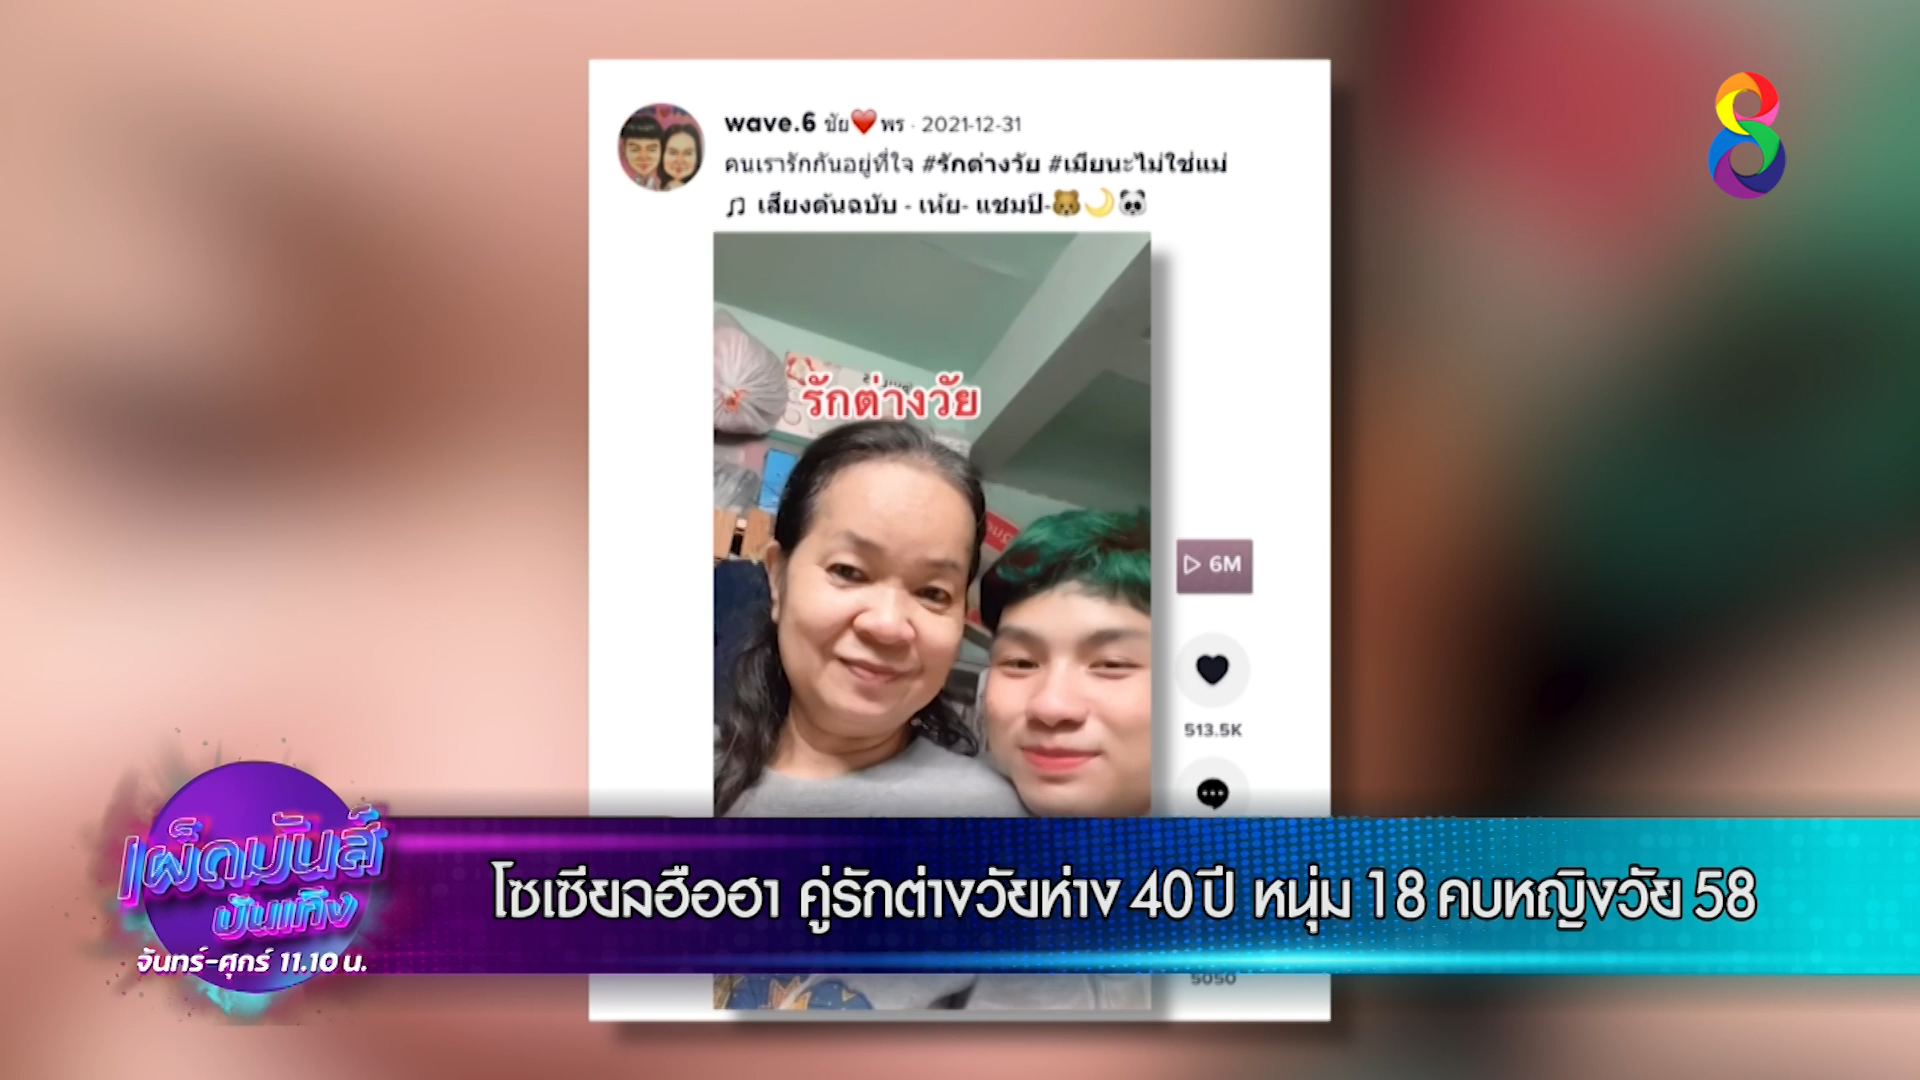 wave.6 ชัย❤️พร · 2021-12-31
คนเรารักกันอยู่ที่ใจ #รักต่างวัย #เมียนะไม่ใช่แม่
♫ เสียงต้นฉบับ - เห้ย- แชมป์-🐻🌙🐼
8
รักต่างวัย
6M
513.5K
เผ็ดมันส์
บันเทิง
จันทร์-ศุกร์ 11.10 น.
โซเซียลฮือฮา คู่รักต่างวัยห่าง 40 ปี หนุ่ม 18 คบหญิงวัย 58
5050